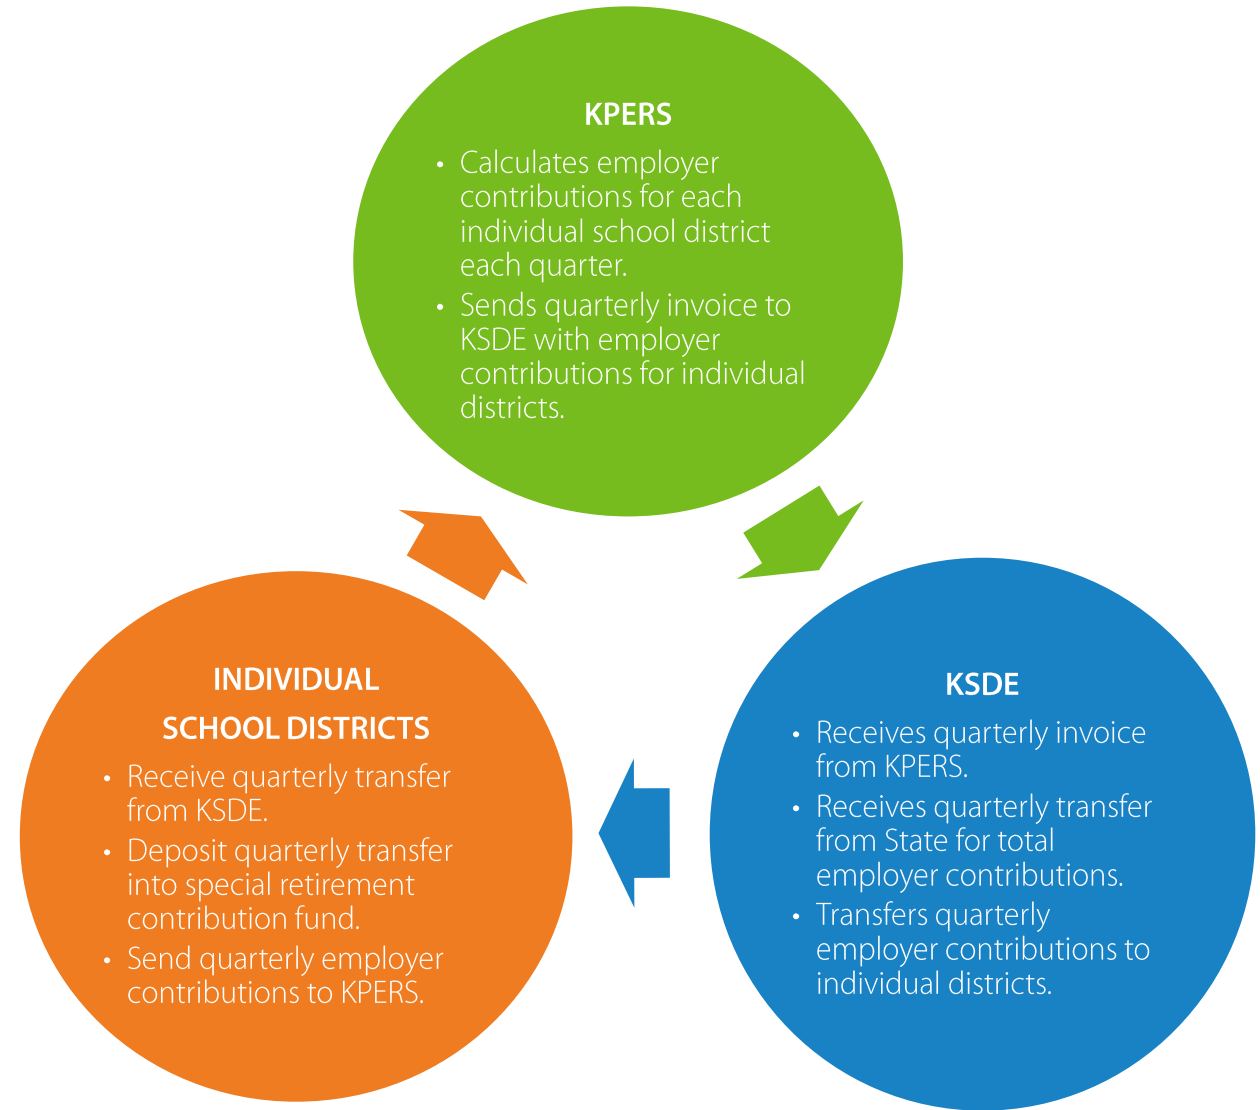 KPERS
• Calculates employer
contributions for each
individual school district
each quarter.
• Sends quarterly invoice to
KSDE with employer
contributions for individual
districts.
INDIVIDUAL
SCHOOL DISTRICTS
• Receive quarterly transfer
from KSDE.
• Deposit quarterly transfer
into special retirement
contribution fund.
• Send quarterly employer
contributions to KPERS.
KSDE
• Receives quarterly invoice
from KPERS.
• Receives quarterly transfer
from State for total
employer contributions.
• Transfers quarterly
employer contributions to
individual districts.